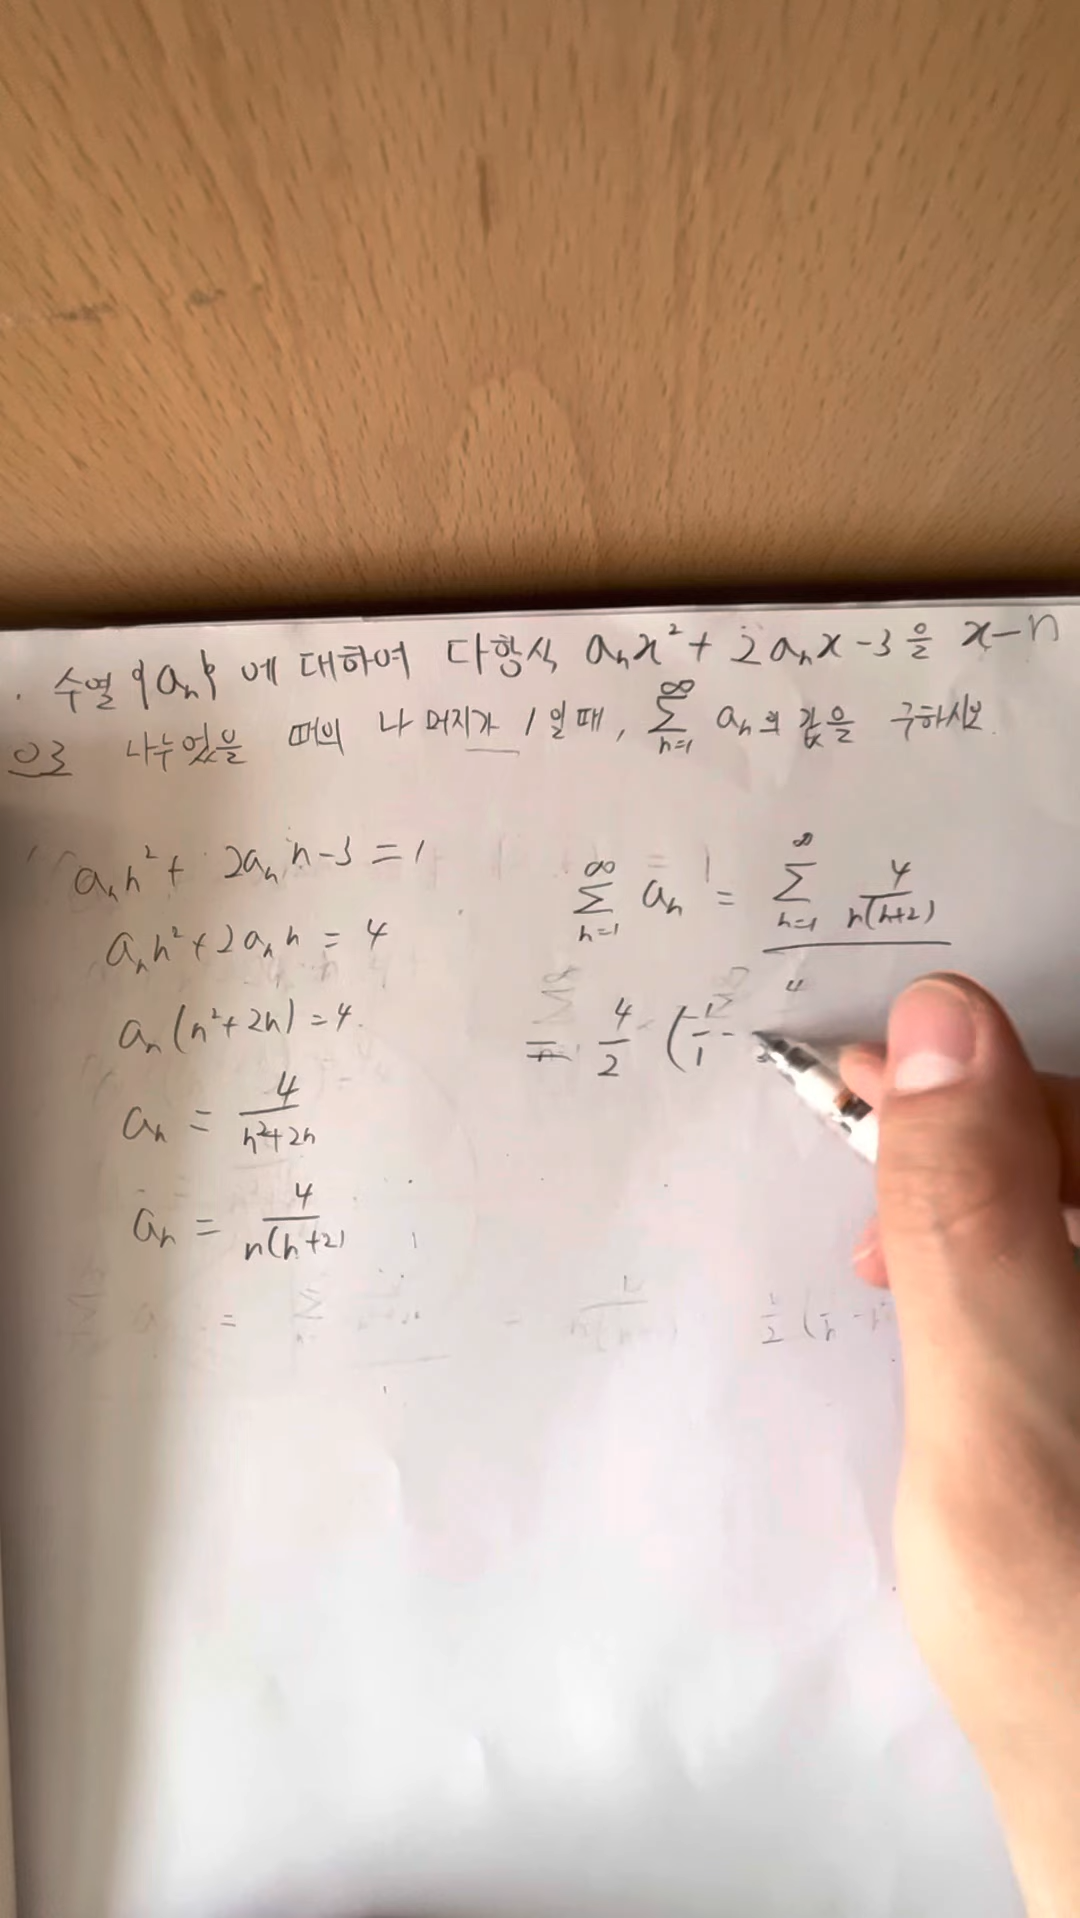 수열 {aₙ}에 대하여 다항식 aₙx² + 2aₙx - 3을 x-n
으로 나누었을 때의 나머지가 1일때, ∑_{n=1}^{∞} aₙ의 값을 구하시오.
aₙn² + 2aₙn - 3 = 1
aₙn² + 2aₙn = 4
aₙ(n²+2n) = 4
aₙ = 4/(n²+2n)
aₙ = 4/(n(n+2))
∑_{n=1}^{∞} aₙ = ∑_{n=1}^{∞} 4/(n(n+2))
= 4/2 (1/1 -